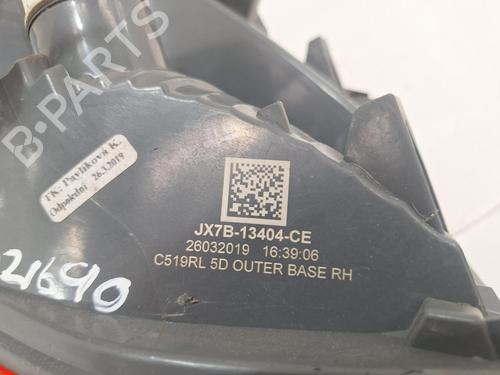 B-PARTS
TK: Pavlíková K.
Odpolední 26.3.2019
JX7B-13404-CE
26032019 16:39:06
C519RL 5D OUTER BASE RH
21690